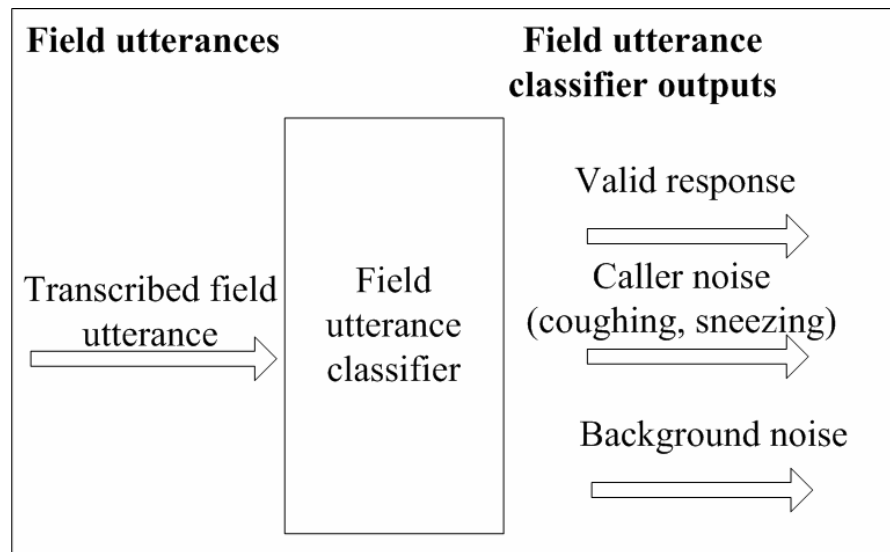 Field utterances
Field utterance
classifier outputs
Transcribed field
utterance
Field
utterance
classifier
Valid response
Caller noise
(coughing, sneezing)
Background noise